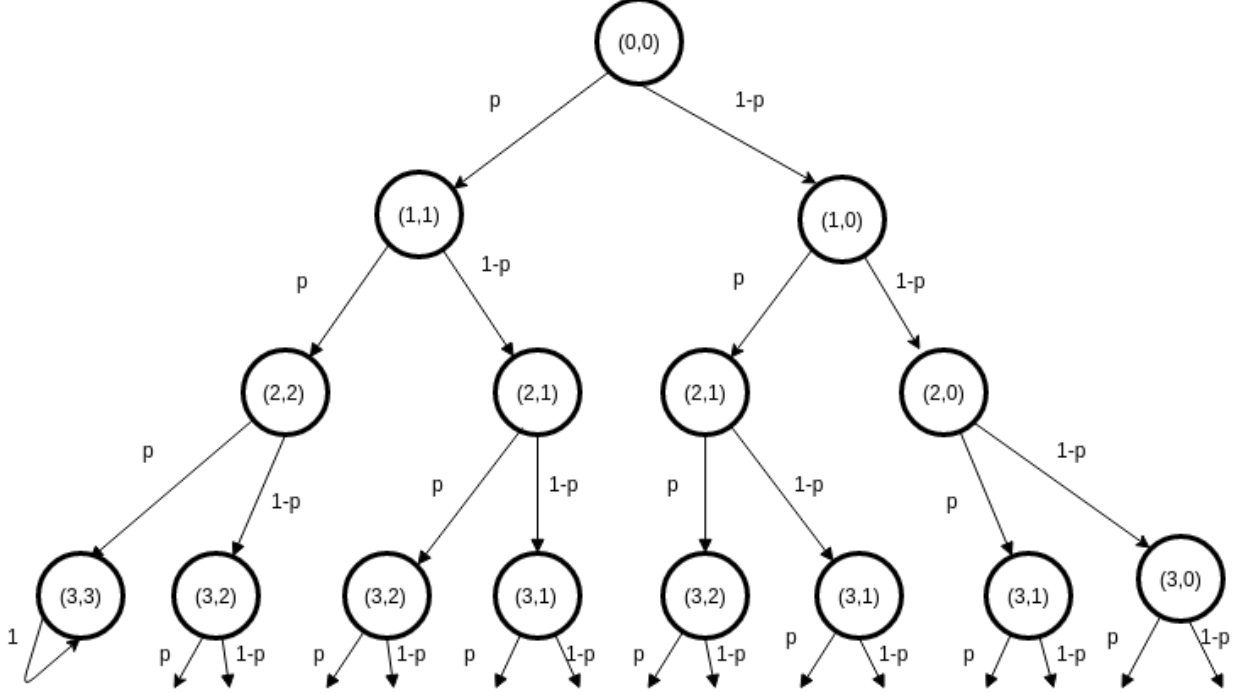 (0,0)
p 1-p
(1,1) (1,0)
p 1-p p 1-p
(2,2) (2,1) (2,1) (2,0)
p 1-p p 1-p p 1-p p 1-p
(3,3) (3,2) (3,2) (3,1) (3,2) (3,1) (3,1) (3,0)
1 p 1-p p 1-p p 1-p p 1-p p 1-p p 1-p p 1-p